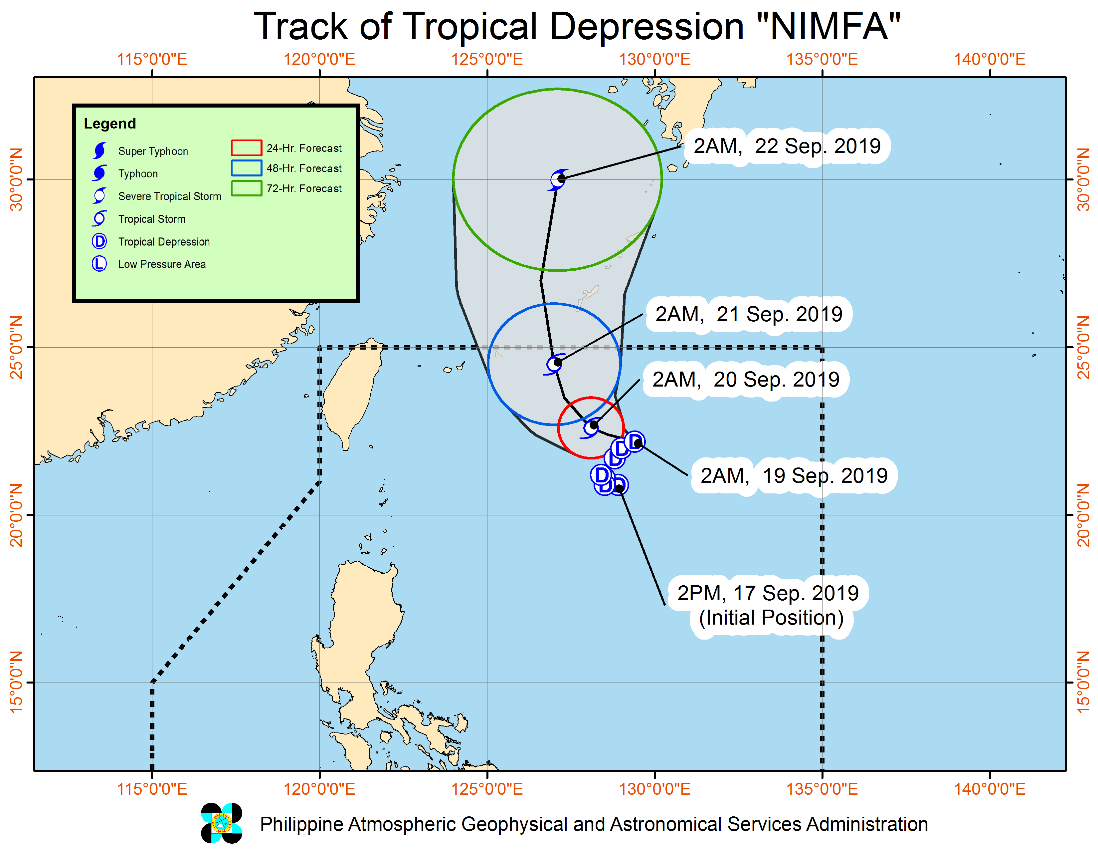 Track of Tropical Depression "NIMFA"
115°0'0"E 120°0'0"E 125°0'0"E 130°0'0"E 135°0'0"E 140°0'0"E
Legend
Super Typhoon
Typhoon
Severe Tropical Storm
Tropical Storm
D Tropical Depression
L Low Pressure Area
24-Hr. Forecast
48-Hr. Forecast
72-Hr. Forecast
2AM, 22 Sep. 2019
30°0'0"N 30°0'0"N
2AM, 21 Sep. 2019
25°0'0"N 25°0'0"N
2AM, 20 Sep. 2019
D
D
D
2AM, 19 Sep. 2019
D
D D
20°0'0"N 20°0'0"N
2PM, 17 Sep. 2019
(Initial Position)
15°0'0"N 15°0'0"N
115°0'0"E 120°0'0"E 125°0'0"E 130°0'0"E 135°0'0"E 140°0'0"E
Philippine Atmospheric Geophysical and Astronomical Services Administration